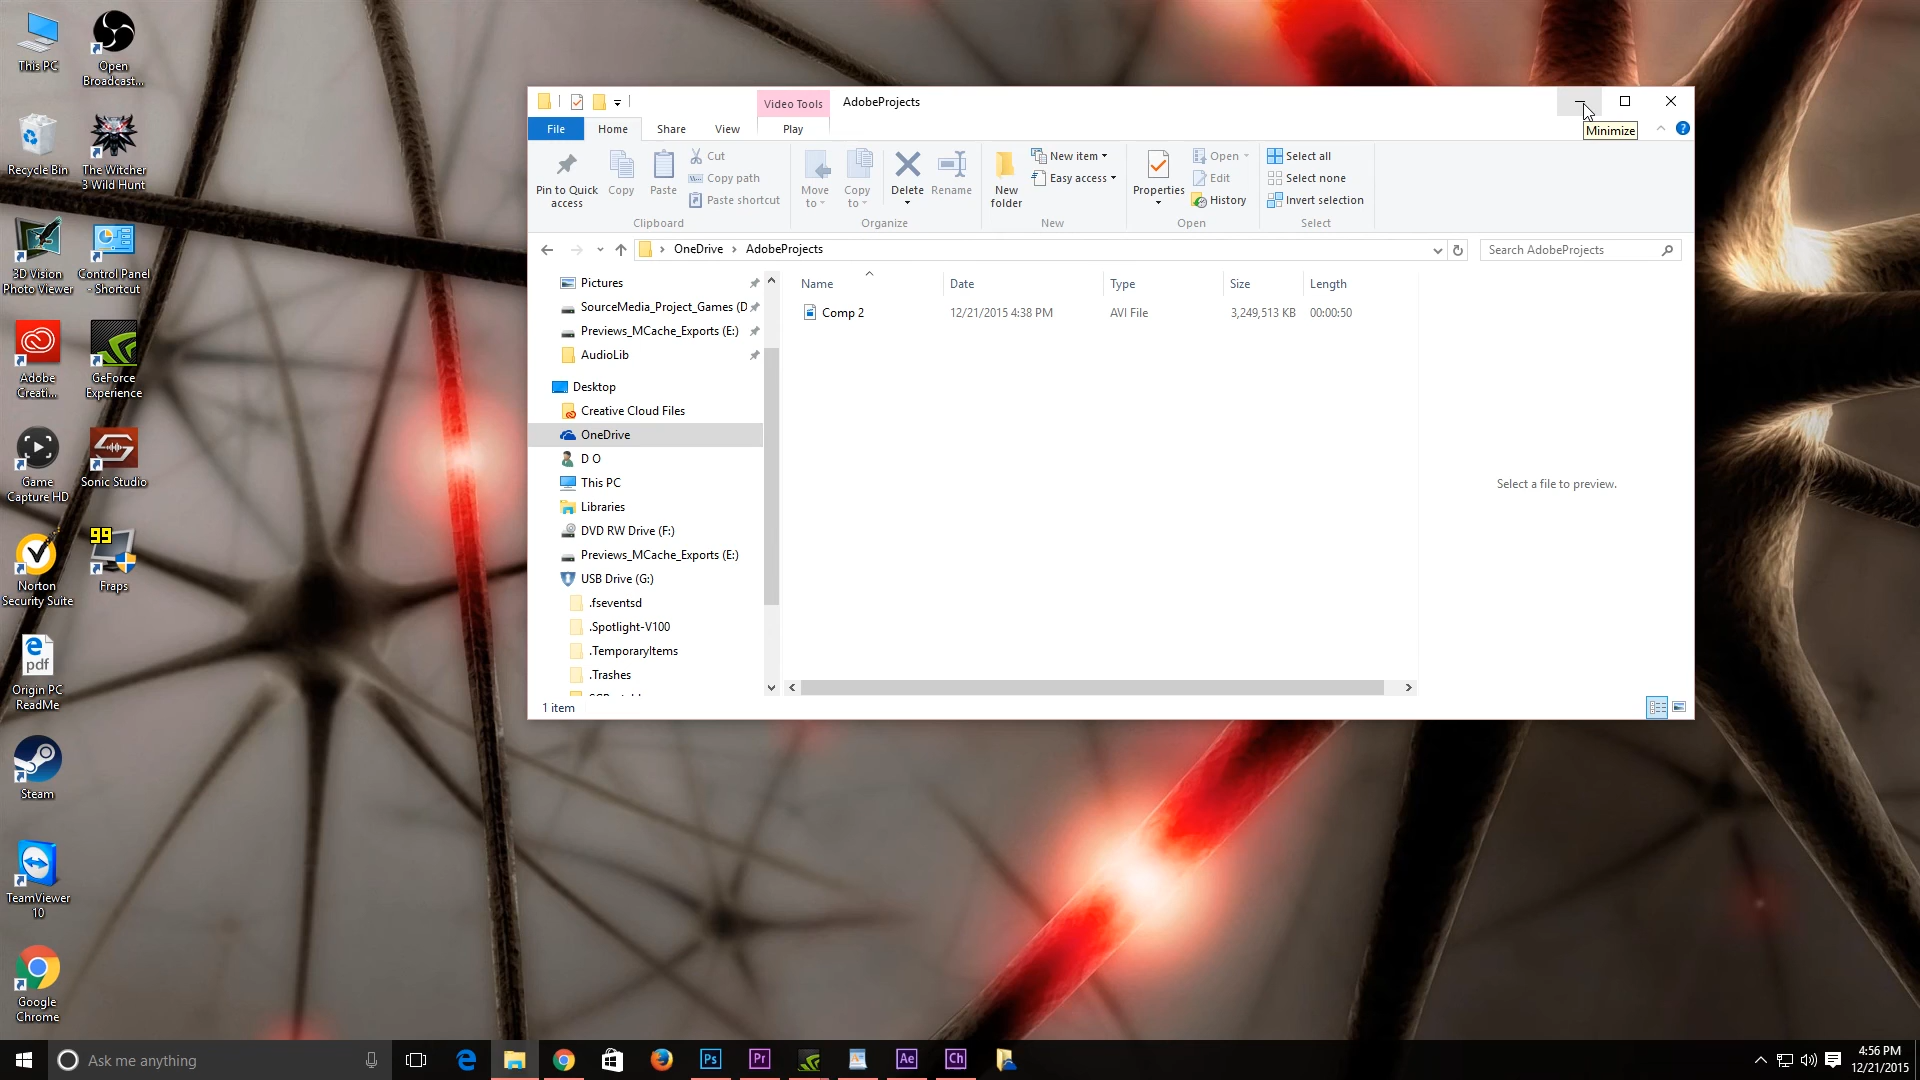 This PC
Open
Broadcast...
Recycle Bin
The Witcher
3 Wild Hunt
3D Vision
Photo Viewer
Control Panel
- Shortcut
Adobe
Creati...
GeForce
Experience
Game
Capture HD
Sonic Studio
Norton
Security Suite
99
Fraps
pdf
Origin PC
ReadMe
Steam
TeamViewer
10
Google
Chrome
Video Tools
AdobeProjects
Minimize
File
Home
Share
View
Play
Pin to Quick
access
Copy
Paste
Cut
Copy path
Paste shortcut
Clipboard
Move
to
Copy
to
Delete
Rename
Organize
New
folder
New item
Easy access
New
Properties
Open
Edit
History
Open
Select all
Select none
Invert selection
Select
OneDrive
AdobeProjects
Search AdobeProjects
Pictures
SourceMedia_Project_Games (D
Previews_MCache_Exports (E:)
AudioLib
Desktop
Creative Cloud Files
OneDrive
D O
This PC
Libraries
DVD RW Drive (F:)
Previews_MCache_Exports (E:)
USB Drive (G:)
.fseventsd
.Spotlight-V100
.TemporaryItems
.Trashes
Name
Date
Type
Size
Length
Comp 2
12/21/2015 4:38 PM
AVI File
3,249,513 KB
00:00:50
Select a file to preview.
1 item
Ask me anything
Ps
Pr
Ae
Ch
4:56 PM
12/21/2015